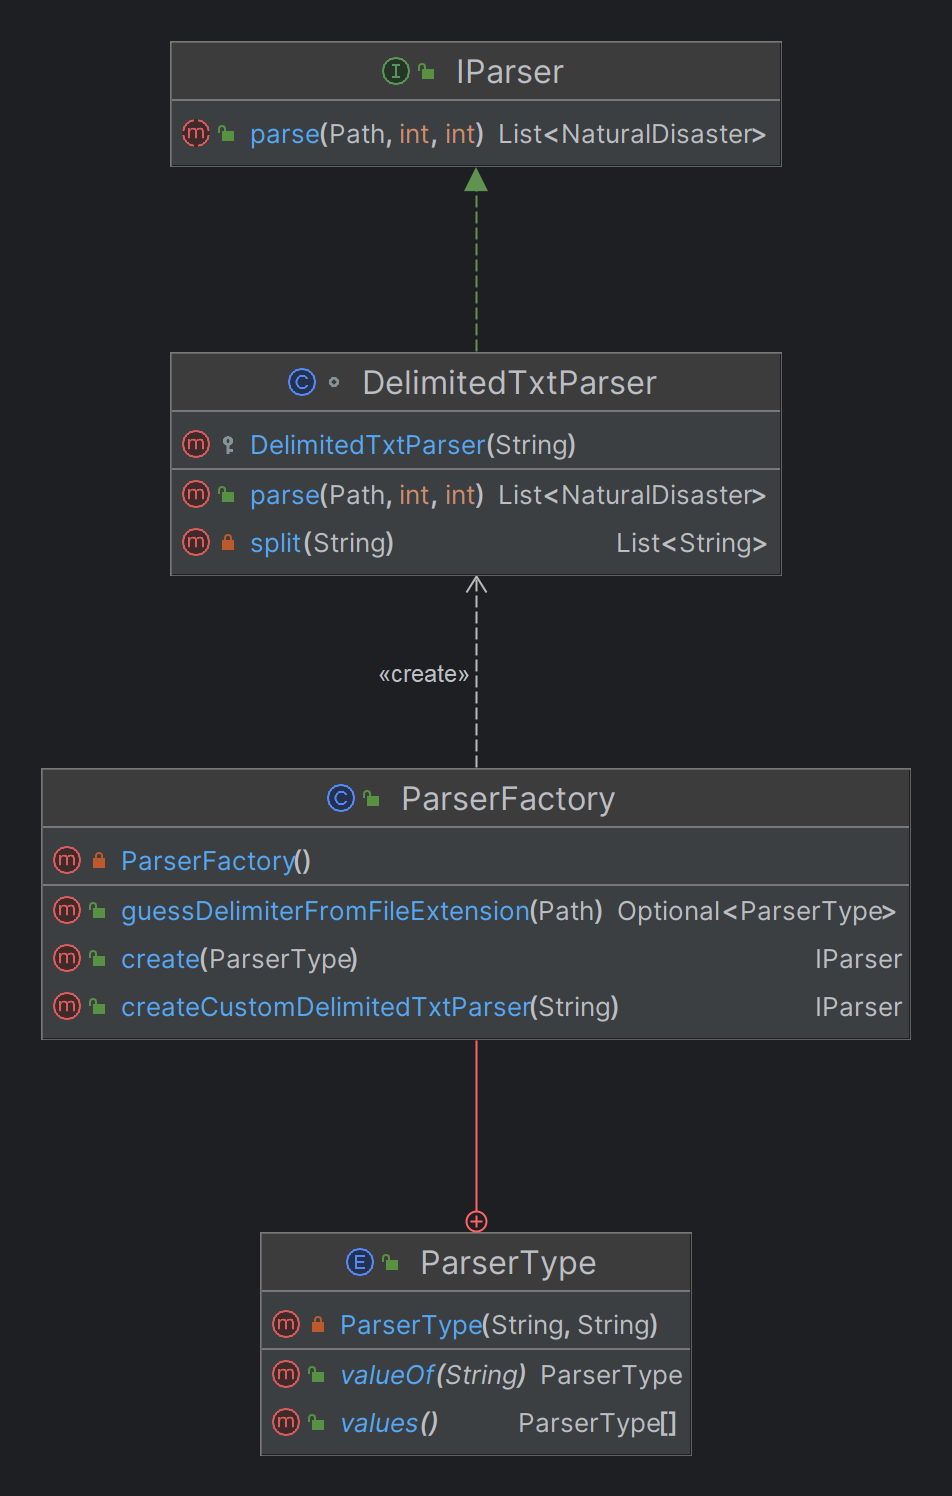 IParser
parse(Path, int, int) List<NaturalDisaster>
DelimitedTxtParser
DelimitedTxtParser(String)
parse(Path, int, int) List<NaturalDisaster>
split(String) List<String>
«create»
ParserFactory
ParserFactory()
guessDelimiterFromFileExtension(Path) Optional<ParserType>
create(ParserType) IParser
createCustomDelimitedTxtParser(String) IParser
ParserType
ParserType(String, String)
valueOf(String) ParserType
values() ParserType[]